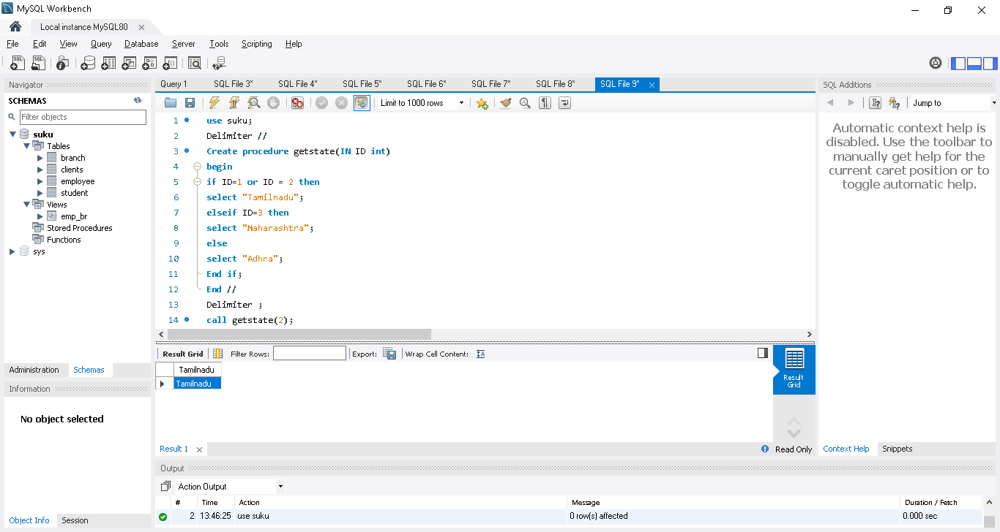 MySQL Workbench
Local instance MySQL80
File Edit View Query Database Server Tools Scripting Help
Navigator
SCHEMAS
Filter objects
suku
Tables
branch
clients
employee
student
Views
emp_br
Stored Procedures
Functions
sys
Administration Schemas
Information
No object selected
Object Info Session
Query 1 SQL File 3* SQL File 4* SQL File 5* SQL File 6* SQL File 7* SQL File 8* SQL File 9*
Limit to 1000 rows
1 use suku;
2 Delimiter //
3 Create procedure getstate(IN ID int)
4 begin
5 if ID=1 or ID = 2 then
6 select "Tamilnadu";
7 elseif ID=3 then
8 select "Maharashtra";
9 else
10 select "Adhra";
11 End if;
12 End //
13 Delimiter ;
14 call getstate(2);
Result Grid Filter Rows: Export: Wrap Cell Content:
Tamilnadu
Tamilnadu
Result
Grid
Result 1 Read Only
Output
Action Output
# Time Action Message Duration / Fetch
2 13:46:25 use suku 0 row(s) affected 0.000 sec
SQL Additions
Jump to
Automatic context help is
disabled. Use the toolbar to
manually get help for the
current caret position or to
toggle automatic help.
Context Help Snippets